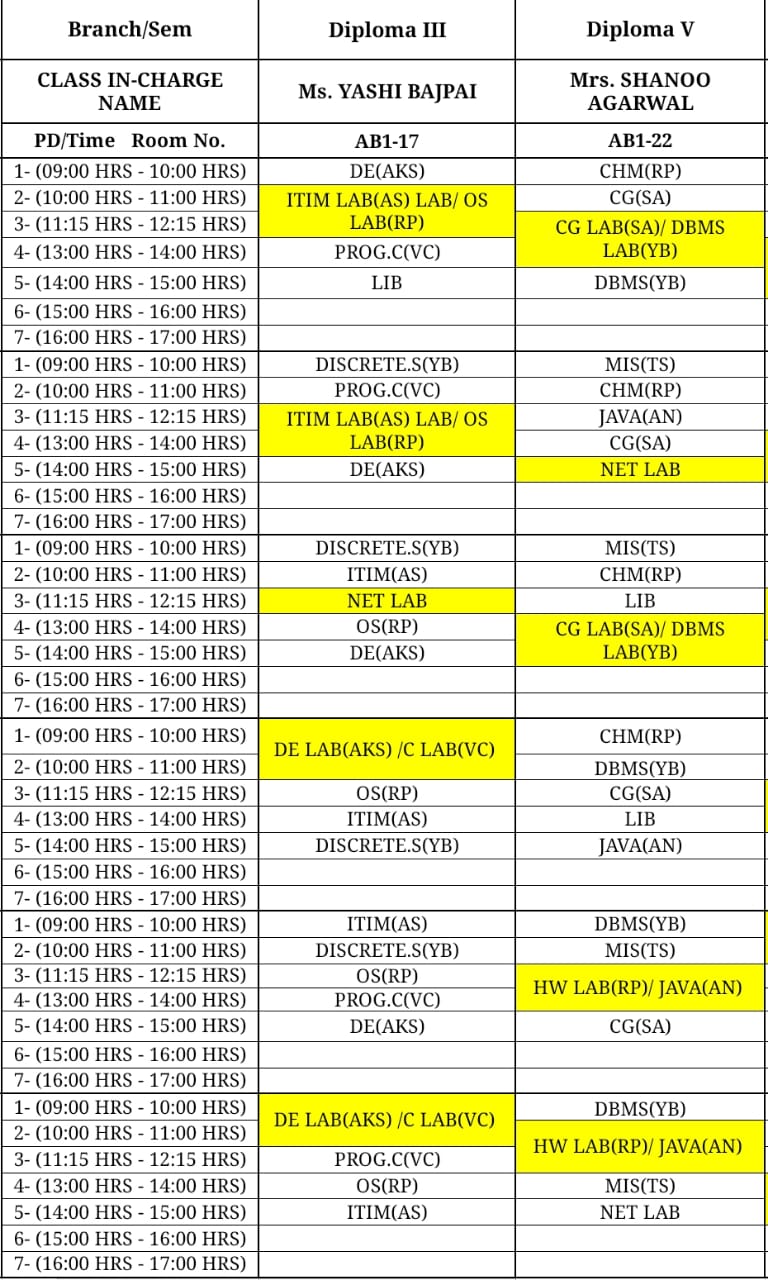 Branch/Sem Diploma III Diploma V
CLASS IN-CHARGE NAME Ms. YASHI BAJPAI Mrs. SHANOO AGARWAL
PD/Time Room No. AB1-17 AB1-22
1- (09:00 HRS - 10:00 HRS) DE(AKS) CHM(RP)
2- (10:00 HRS - 11:00 HRS) ITIM LAB(AS) LAB/ OS LAB(RP) CG(SA)
3- (11:15 HRS - 12:15 HRS) CG LAB(SA)/ DBMS LAB(YB)
4- (13:00 HRS - 14:00 HRS) PROG.C(VC)
5- (14:00 HRS - 15:00 HRS) LIB DBMS(YB)
6- (15:00 HRS - 16:00 HRS)
7- (16:00 HRS - 17:00 HRS)
1- (09:00 HRS - 10:00 HRS) DISCRETE.S(YB) MIS(TS)
2- (10:00 HRS - 11:00 HRS) PROG.C(VC) CHM(RP)
3- (11:15 HRS - 12:15 HRS) ITIM LAB(AS) LAB/ OS LAB(RP) JAVA(AN)
4- (13:00 HRS - 14:00 HRS) CG(SA)
5- (14:00 HRS - 15:00 HRS) DE(AKS) NET LAB
6- (15:00 HRS - 16:00 HRS)
7- (16:00 HRS - 17:00 HRS)
1- (09:00 HRS - 10:00 HRS) DISCRETE.S(YB) MIS(TS)
2- (10:00 HRS - 11:00 HRS) ITIM(AS) CHM(RP)
3- (11:15 HRS - 12:15 HRS) NET LAB LIB
4- (13:00 HRS - 14:00 HRS) OS(RP) CG LAB(SA)/ DBMS LAB(YB)
5- (14:00 HRS - 15:00 HRS) DE(AKS)
6- (15:00 HRS - 16:00 HRS)
7- (16:00 HRS - 17:00 HRS)
1- (09:00 HRS - 10:00 HRS) DE LAB(AKS) /C LAB(VC) CHM(RP)
2- (10:00 HRS - 11:00 HRS) DBMS(YB)
3- (11:15 HRS - 12:15 HRS) OS(RP) CG(SA)
4- (13:00 HRS - 14:00 HRS) ITIM(AS) LIB
5- (14:00 HRS - 15:00 HRS) DISCRETE.S(YB) JAVA(AN)
6- (15:00 HRS - 16:00 HRS)
7- (16:00 HRS - 17:00 HRS)
1- (09:00 HRS - 10:00 HRS) ITIM(AS) DBMS(YB)
2- (10:00 HRS - 11:00 HRS) DISCRETE.S(YB) MIS(TS)
3- (11:15 HRS - 12:15 HRS) OS(RP) HW LAB(RP)/ JAVA(AN)
4- (13:00 HRS - 14:00 HRS) PROG.C(VC)
5- (14:00 HRS - 15:00 HRS) DE(AKS) CG(SA)
6- (15:00 HRS - 16:00 HRS)
7- (16:00 HRS - 17:00 HRS)
1- (09:00 HRS - 10:00 HRS) DE LAB(AKS) /C LAB(VC) DBMS(YB)
2- (10:00 HRS - 11:00 HRS) HW LAB(RP)/ JAVA(AN)
3- (11:15 HRS - 12:15 HRS) PROG.C(VC)
4- (13:00 HRS - 14:00 HRS) OS(RP) MIS(TS)
5- (14:00 HRS - 15:00 HRS) ITIM(AS) NET LAB
6- (15:00 HRS - 16:00 HRS)
7- (16:00 HRS - 17:00 HRS)